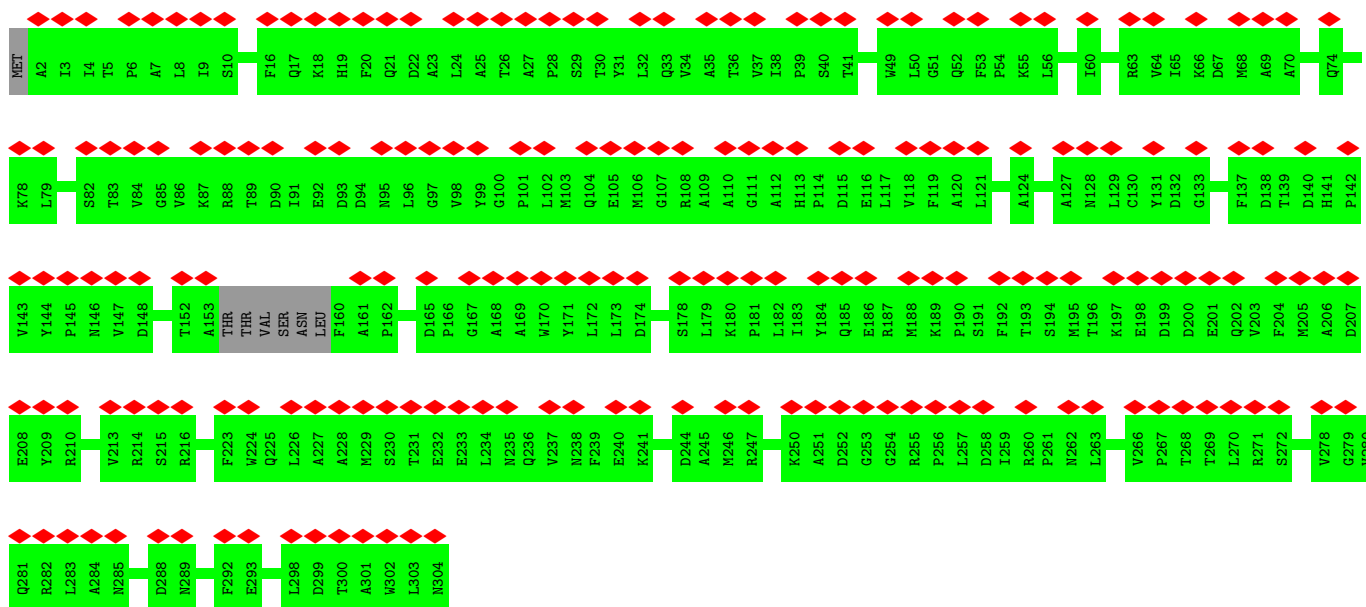 MET A2 I3 I4 T5 P6 A7 L8 I9 S10 F16 Q17 K18 H19 F20 Q21 D22 A23 L24 A25 T26 A27 P28 S29 T30 Y31 L32 Q33 V34 A35 T36 V37 I38 P39 S40 T41 W49 L50 G51 Q52 F53 P54 K55 L56 I60 R63 V64 I65 K66 D67 M68 A69 A70 Q74
K78 L79 S82 T83 V84 G85 V86 K87 R88 T89 D90 I91 E92 D93 D94 N95 L96 G97 V98 Y99 G100 P101 L102 M103 Q104 E105 M106 G107 R108 A109 A110 G111 A112 H113 P114 D115 E116 L117 V118 F119 A120 L121 A124 A127 N128 L129 C130 Y131 D132 G133 F137 D138 T139 D140 H141 P142
V143 Y144 P145 N146 V147 D148 T152 A153 THR THR VAL SER ASN LEU F160 A161 P162 D165 P166 G167 A168 A169 W170 Y171 L172 L173 D174 S178 L179 K180 P181 L182 I183 Y184 Q185 E186 R187 M188 K189 P190 S191 F192 T193 S194 M195 T196 K197 E198 D199 D200 E201 Q202 V203 F204 M205 A206 D207
E208 Y209 R210 V213 R214 S215 R216 F223 W224 Q225 L226 A227 A228 M229 S230 T231 E232 E233 L234 N235 Q236 V237 N238 F239 E240 K241 D244 A245 M246 R247 K250 A251 D252 G253 G254 R255 P256 L257 D258 I259 R260 P261 N262 L263 V266 P267 T268 T269 L270 R271 S272 V278 G279
Q281 R282 L283 A284 N285 D288 N289 F292 E293 L298 D299 T300 A301 W302 L303 N304